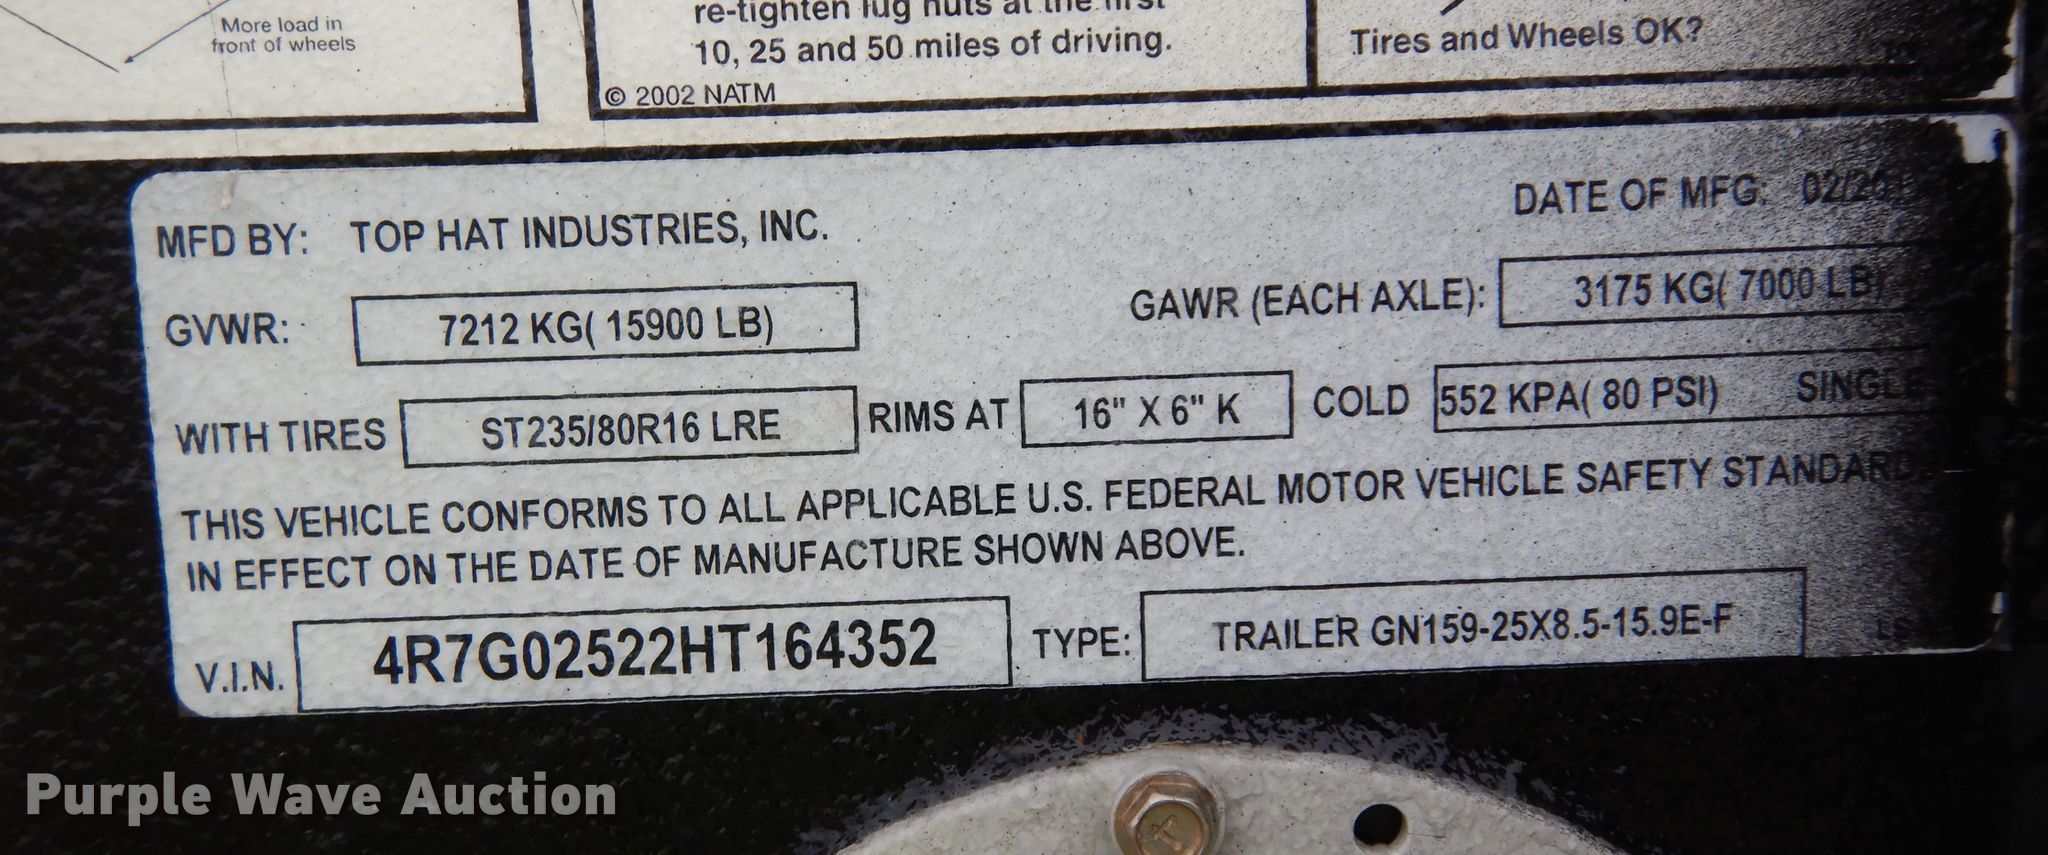 More load in
front of wheels
re-tighten lug nuts at the first
10, 25 and 50 miles of driving.
© 2002 NATM
Tires and Wheels OK?
MFD BY: TOP HAT INDUSTRIES, INC.
DATE OF MFG: 02/20
GVWR: 7212 KG( 15900 LB)
GAWR (EACH AXLE): 3175 KG( 7000 LB)
WITH TIRES ST235/80R16 LRE RIMS AT 16" X 6" K COLD 552 KPA( 80 PSI) SINGLE
THIS VEHICLE CONFORMS TO ALL APPLICABLE U.S. FEDERAL MOTOR VEHICLE SAFETY STANDARDS
IN EFFECT ON THE DATE OF MANUFACTURE SHOWN ABOVE.
V.I.N. 4R7G02522HT164352 TYPE: TRAILER GN159-25X8.5-15.9E-F
Purple Wave Auction